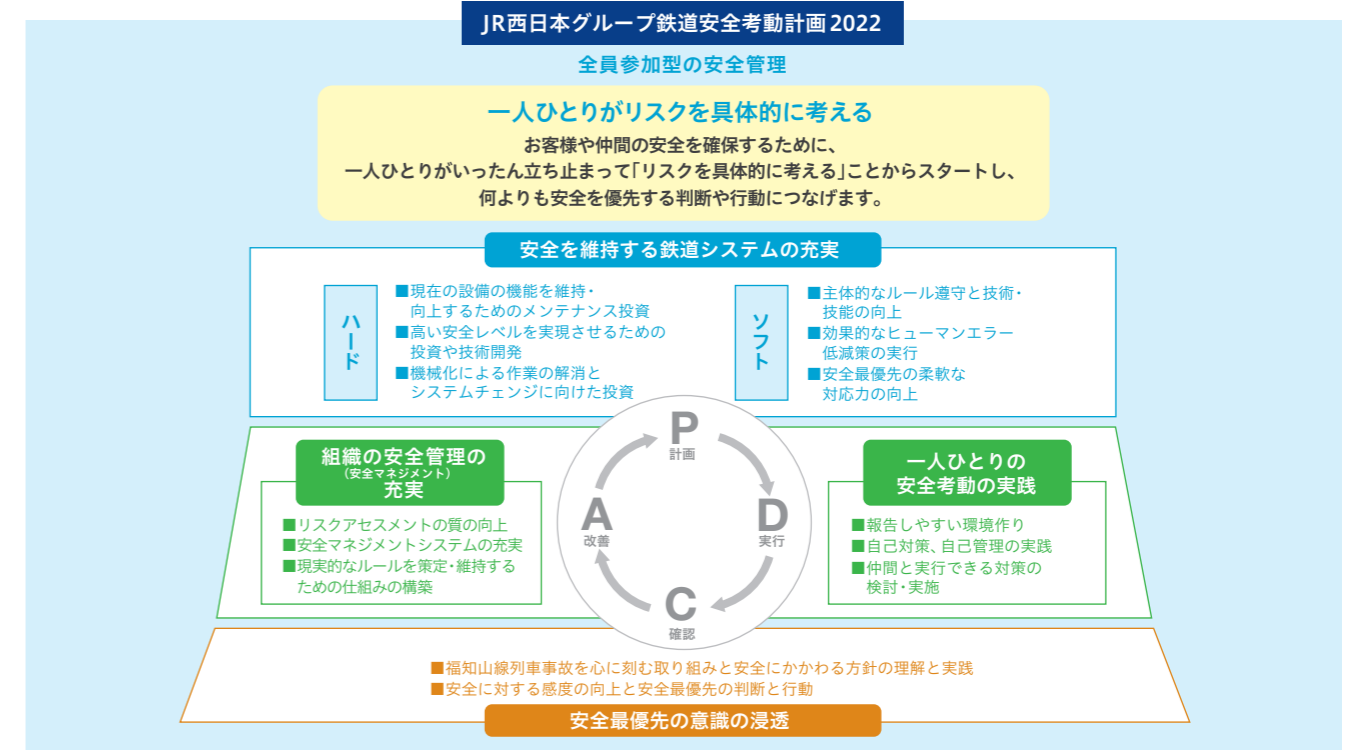 JR西日本グループ鉄道安全考動計画2022
全員参加型の安全管理
一人ひとりがリスクを具体的に考える
お客様や仲間の安全を確保するために、
一人ひとりがいったん立ち止まって「リスクを具体的に考える」ことからスタートし、
何よりも安全を優先する判断や行動につなげます。
安全を維持する鉄道システムの充実
ハード
■現在の設備の機能を維持・
向上するためのメンテナンス投資
■高い安全レベルを実現させるための
投資や技術開発
■機械化による作業の解消と
システムチェンジに向けた投資
ソフト
■主体的なルール遵守と技術・
技能の向上
■効果的なヒューマンエラー
低減策の実行
■安全最優先の柔軟な
対応力の向上
組織の安全管理の
（安全マネジメント）
充実
■リスクアセスメントの質の向上
■安全マネジメントシステムの充実
■現実的なルールを策定・維持する
ための仕組みの構築
P
計画
D
実行
C
確認
A
改善
一人ひとりの
安全考動の実践
■報告しやすい環境作り
■自己対策、自己管理の実践
■仲間と実行できる対策の
検討・実施
■福知山線列車事故を心に刻む取り組みと安全にかかわる方針の理解と実践
■安全に対する感度の向上と安全最優先の判断と行動
安全最優先の意識の浸透